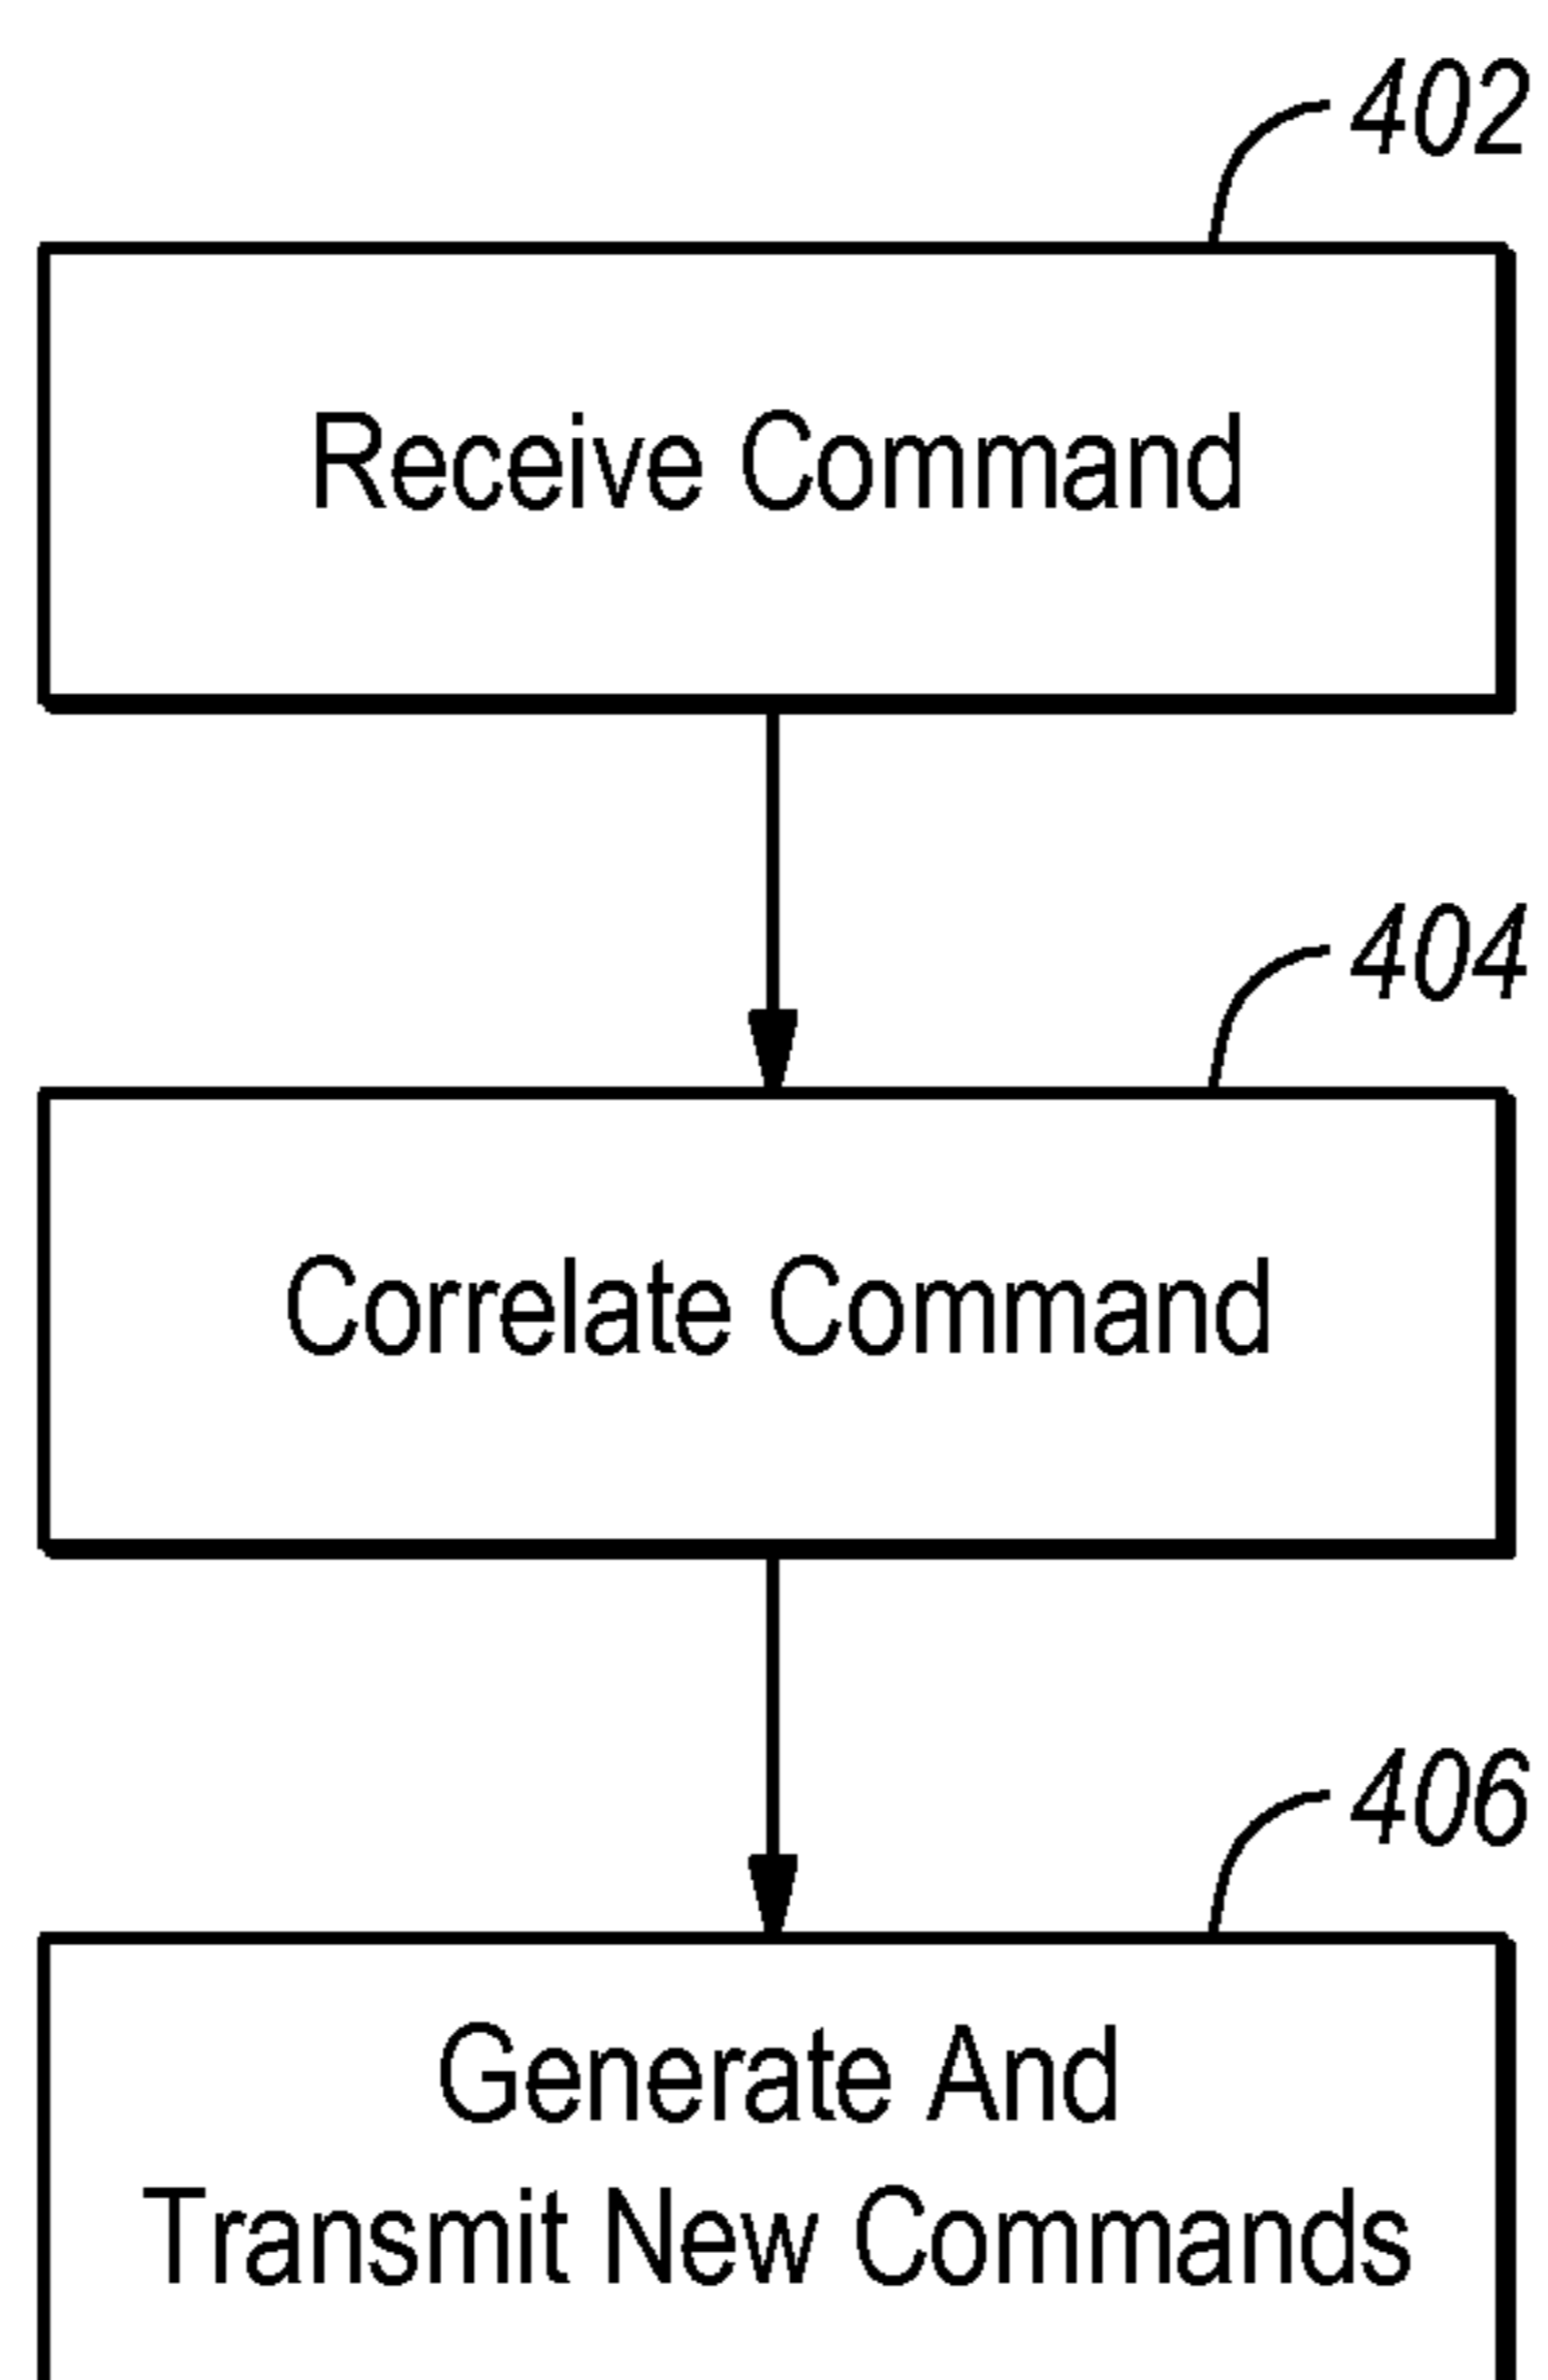 402
Receive Command
404
Correlate Command
406
Generate And
Transmit New Commands